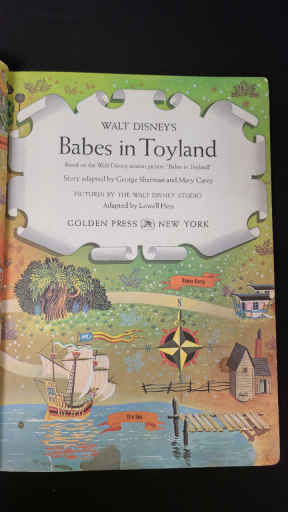 WALT DISNEY'S
Babes in Toyland
Based on the Walt Disney motion picture "Babes in Toyland"
Story adapted by George Sherman and Mary Carey
PICTURES BY THE WALT DISNEY STUDIO
Adapted by Lowell Hess
GOLDEN PRESS NEW YORK
N